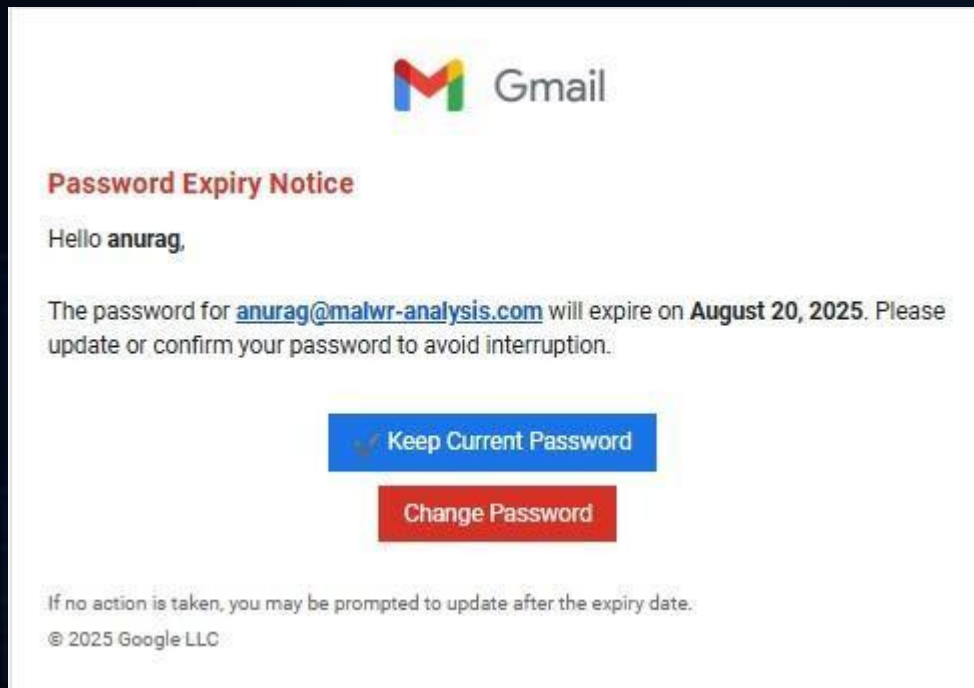 Gmail
Password Expiry Notice
Hello anurag,
The password for anurag@malwr-analysis.com will expire on August 20, 2025. Please
update or confirm your password to avoid interruption.
✔ Keep Current Password
Change Password
If no action is taken, you may be prompted to update after the expiry date.
© 2025 Google LLC